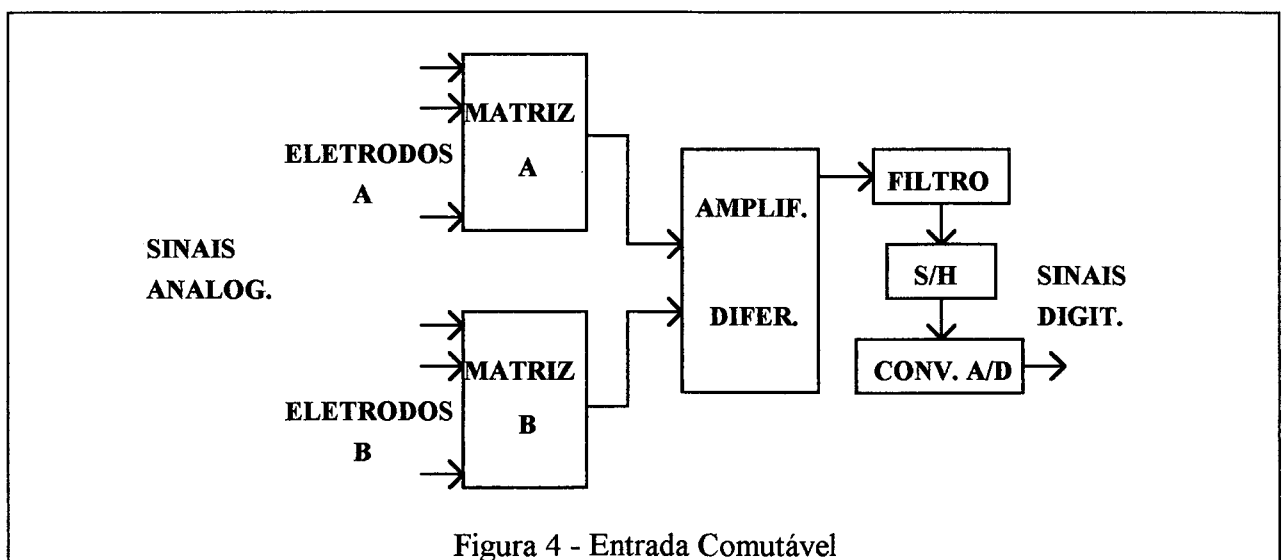 MATRIZ
A
ELETRODOS
A
SINAIS
ANALOG.
MATRIZ
B
ELETRODOS
B
AMPLIF.
DIFER.
FILTRO
S/H
CONV. A/D
SINAIS
DIGIT.
Figura 4 - Entrada Comutável